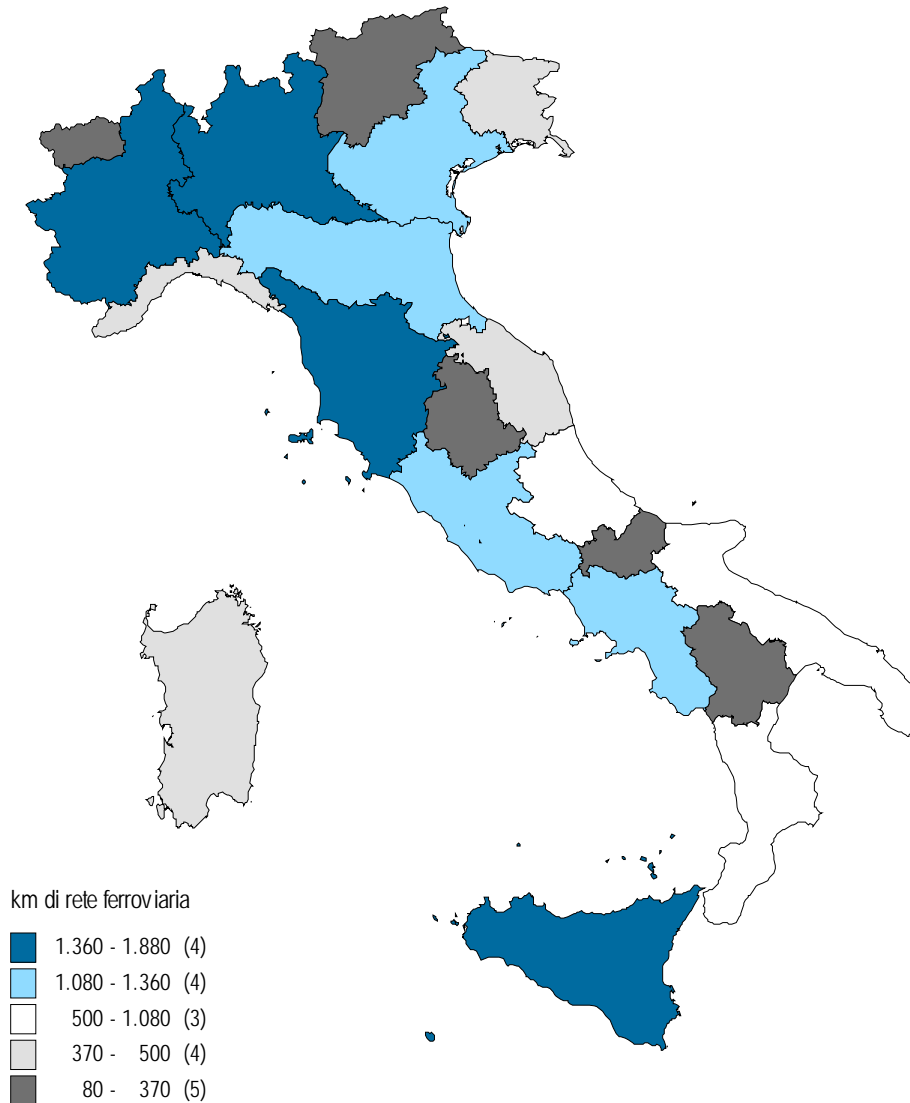 km di rete ferroviaria
1.360 - 1.880 (4)
1.080 - 1.360 (4)
500 - 1.080 (3)
370 - 500 (4)
80 - 370 (5)